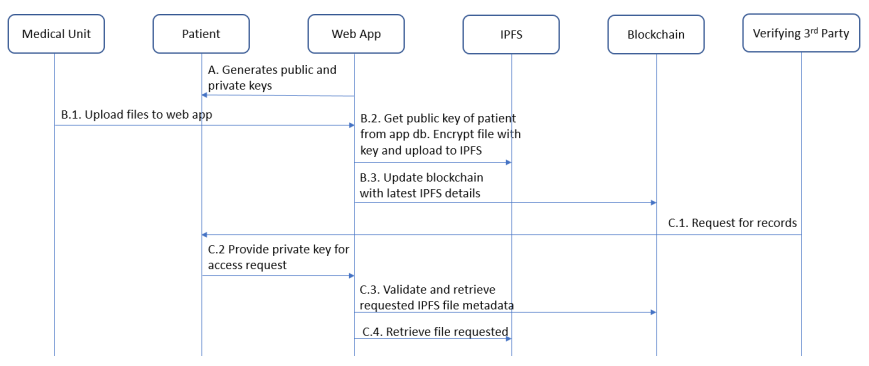 Medical Unit
Patient
Web App
IPFS
Blockchain
Verifying 3rd Party
A. Generates public and
private keys
B.1. Upload files to web app
B.2. Get public key of patient
from app db. Encrypt file with
key and upload to IPFS
B.3. Update blockchain
with latest IPFS details
C.1. Request for records
C.2 Provide private key for
access request
C.3. Validate and retrieve
requested IPFS file metadata
C.4. Retrieve file requested